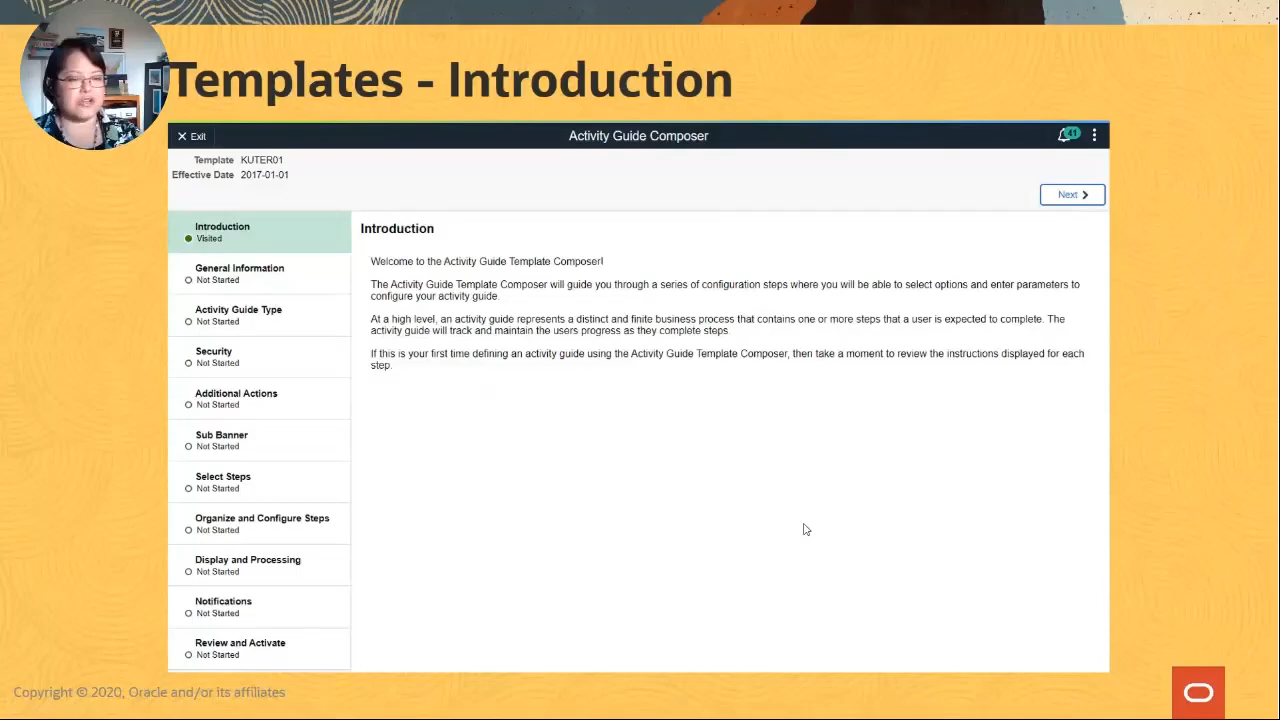 Templates - Introduction
Exit
Activity Guide Composer
41
Template KUTER01
Effective Date 2017-01-01
Next
Introduction
Visited
General Information
Not Started
Activity Guide Type
Not Started
Security
Not Started
Additional Actions
Not Started
Sub Banner
Not Started
Select Steps
Not Started
Organize and Configure Steps
Not Started
Display and Processing
Not Started
Notifications
Not Started
Review and Activate
Not Started
Introduction
Welcome to the Activity Guide Template Composer!
The Activity Guide Template Composer will guide you through a series of configuration steps where you will be able to select options and enter parameters to
configure your activity guide.
At a high level, an activity guide represents a distinct and finite business process that contains one or more steps that a user is expected to complete. The
activity guide will track and maintain the users progress as they complete steps.
If this is your first time defining an activity guide using the Activity Guide Template Composer, then take a moment to review the instructions displayed for each
step.
Copyright © 2020, Oracle and/or its affiliates